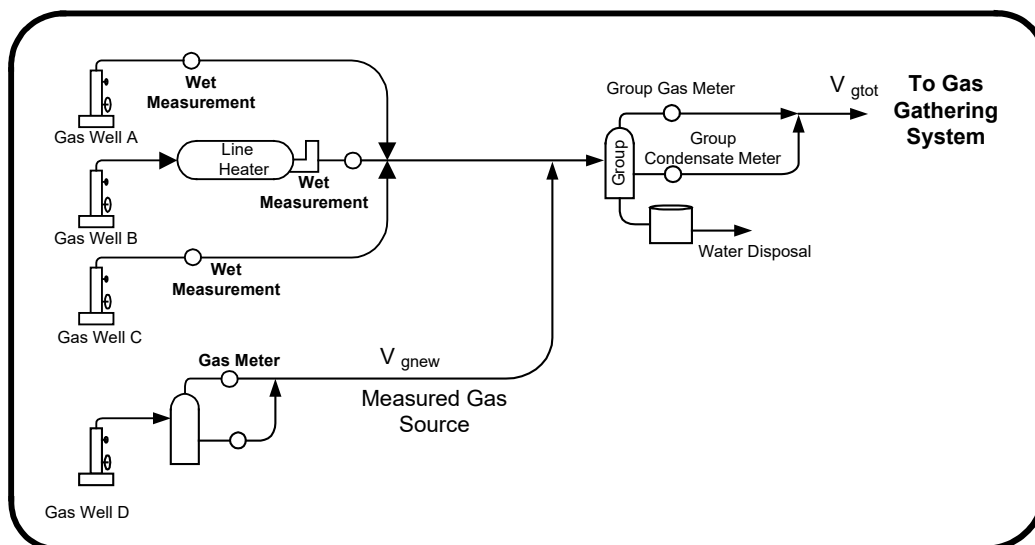 Wet
Measurement
Gas Well A
Line
Heater
Wet
Measurement
Gas Well B
Wet
Measurement
Gas Well C
Gas Meter
V gnew
Measured Gas
Source
Gas Well D
Group Gas Meter
Group
Condensate Meter
Group
Water Disposal
V gtot
To Gas
Gathering
System